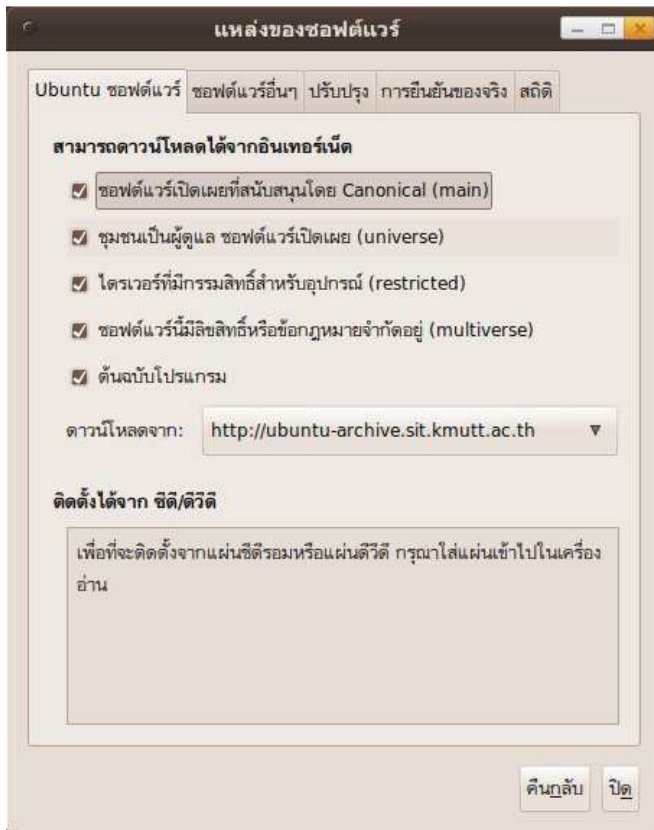 แหล่งของซอฟต์แวร์
Ubuntu ซอฟต์แวร์ ซอฟต์แวร์อื่นๆ ปรับปรุง การยืนยันของจริง สถิติ
สามารถดาวน์โหลดได้จากอินเทอร์เน็ต
ซอฟต์แวร์เปิดเผยที่สนับสนุนโดย Canonical (main)
ชุมชนเป็นผู้ดูแล ซอฟต์แวร์เปิดเผย (universe)
ไดรเวอร์ที่มีกรรมสิทธิ์สำหรับอุปกรณ์ (restricted)
ซอฟต์แวร์นี้มีลิขสิทธิ์หรือข้อกฎหมายจำกัดอยู่ (multiverse)
ต้นฉบับโปรแกรม
ดาวน์โหลดจาก: http://ubuntu-archive.sit.kmutt.ac.th
ติดตั้งได้จาก ซีดี/ดีวีดี
เพื่อที่จะติดตั้งจากแผ่นซีดีรอมหรือแผ่นดีวีดี กรุณาใส่แผ่นเข้าไปในเครื่อง
อ่าน
คืนกลับ ปิด